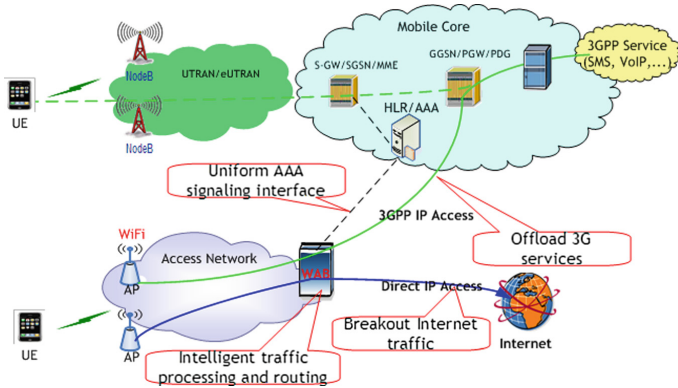 Mobile Core
3GPP Service
(SMS, VoIP,...)
GGSN/PGW/PDG
S-GW/SGSN/MME
UTRAN/eUTRAN
NodeB
NodeB
UE
HLR/AAA
Uniform AAA
signaling interface
3GPP IP Access
Offload 3G
services
WiFi
Access Network
AP
Direct IP Access
Breakout Internet
traffic
Internet
UE
AP
Intelligent traffic
processing and routing